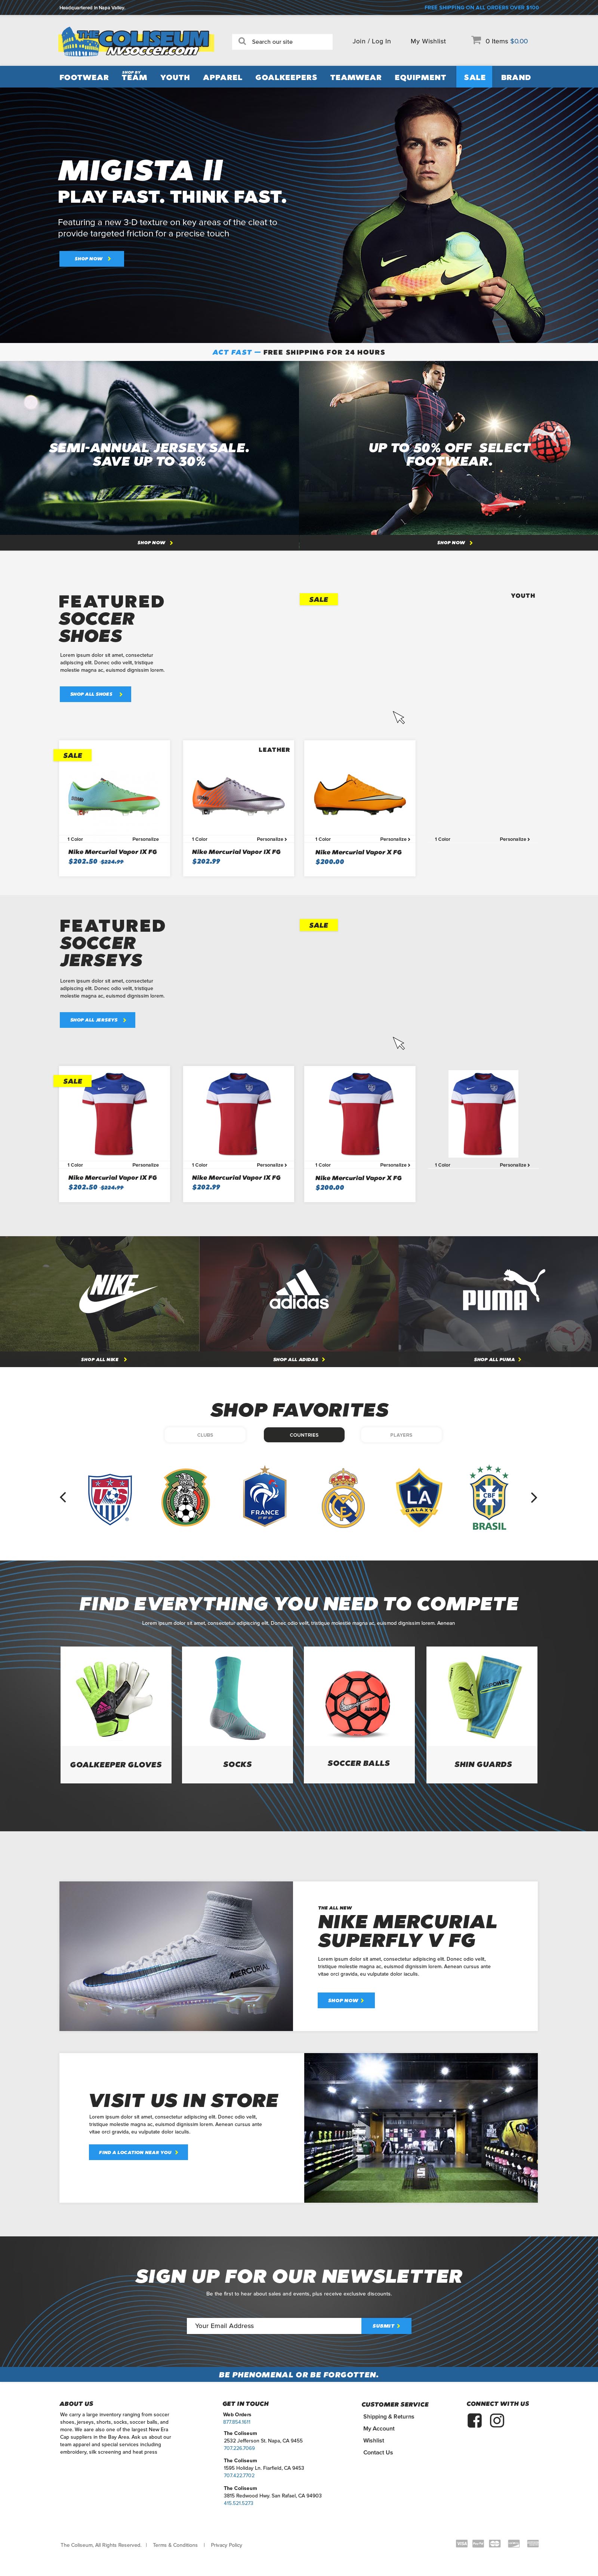 Headquartered in Napa Valley.
FREE SHIPPING ON ALL ORDERS OVER $100
THE COLISEUM
NVSOCCER.COM
Search our site
Join / Log In
My Wishlist
0 Items $0.00
FOOTWEAR
SHOP BY
TEAM
YOUTH
APPAREL
GOALKEEPERS
TEAMWEAR
EQUIPMENT
SALE
BRAND
MIGISTA II
PLAY FAST. THINK FAST.
Featuring a new 3-D texture on key areas of the cleat to
provide targeted friction for a precise touch
SHOP NOW
ACT FAST — FREE SHIPPING FOR 24 HOURS
SEMI-ANNUAL JERSEY SALE.
SAVE UP TO 30%
SHOP NOW
UP TO 50% OFF SELECT
FOOTWEAR.
SHOP NOW
FEATURED
SOCCER
SHOES
Lorem ipsum dolor sit amet, consectetur
adipiscing elit. Donec odio velit, tristique
molestie magna ac, euismod dignissim lorem.
SHOP ALL SHOES
SALE
YOUTH
SALE
1 Color
Personalize
Nike Mercurial Vapor IX FG
$202.50 $224.99
LEATHER
1 Color
Personalize
Nike Mercurial Vapor IX FG
$202.99
1 Color
Personalize
Nike Mercurial Vapor X FG
$200.00
1 Color
Personalize
FEATURED
SOCCER
JERSEYS
Lorem ipsum dolor sit amet, consectetur
adipiscing elit. Donec odio velit, tristique
molestie magna ac, euismod dignissim lorem.
SHOP ALL JERSEYS
SALE
SALE
1 Color
Personalize
Nike Mercurial Vapor IX FG
$202.50 $224.99
1 Color
Personalize
Nike Mercurial Vapor IX FG
$202.99
1 Color
Personalize
Nike Mercurial Vapor X FG
$200.00
1 Color
Personalize
NIKE
adidas
PUMA
SHOP ALL NIKE
SHOP ALL ADIDAS
SHOP ALL PUMA
SHOP FAVORITES
CLUBS
COUNTRIES
PLAYERS
US
FRANCE
LA
GALAXY
CBF
BRASIL
FIND EVERYTHING YOU NEED TO COMPETE
Lorem ipsum dolor sit amet, consectetur adipiscing elit. Donec odio velit, tristique molestie magna ac, euismod dignissim lorem. Aenean
GOALKEEPER GLOVES
SOCKS
SOCCER BALLS
SHIN GUARDS
MERCURIAL
THE ALL NEW
NIKE MERCURIAL
SUPERFLY V FG
Lorem ipsum dolor sit amet, consectetur adipiscing elit. Donec odio velit,
tristique molestie magna ac, euismod dignissim lorem. Aenean cursus ante
vitae orci gravida, eu vulputate dolor iaculis.
SHOP NOW
VISIT US IN STORE
Lorem ipsum dolor sit amet, consectetur adipiscing elit. Donec odio velit,
tristique molestie magna ac, euismod dignissim lorem. Aenean cursus ante
vitae orci gravida, eu vulputate dolor iaculis.
FIND A LOCATION NEAR YOU
SIGN UP FOR OUR NEWSLETTER
Be the first to hear about sales and events, plus receive exclusive discounts.
Your Email Address
SUBMIT
BE PHENOMENAL OR BE FORGOTTEN.
ABOUT US
We carry a large inventory ranging from soccer
shoes, jerseys, shorts, socks, soccer balls, and
more. We are also one of the largest New Era
Cap suppliers in the Bay Area. Ask us about our
team apparel and special services including
embroidery, silk screening and heat press
GET IN TOUCH
Web Orders
877.854.1611
The Coliseum
2532 Jefferson St. Napa, CA 9455
707.226.7069
The Coliseum
1595 Holiday Ln. Fiarfield, CA 9453
707.422.7702
The Coliseum
3815 Redwood Hwy. San Rafael, CA 94903
415.521.5273
CUSTOMER SERVICE
Shipping & Returns
My Account
Wishlist
Contact Us
CONNECT WITH US
The Coliseum. All Rights Reserved. | Terms & Conditions | Privacy Policy
VISA